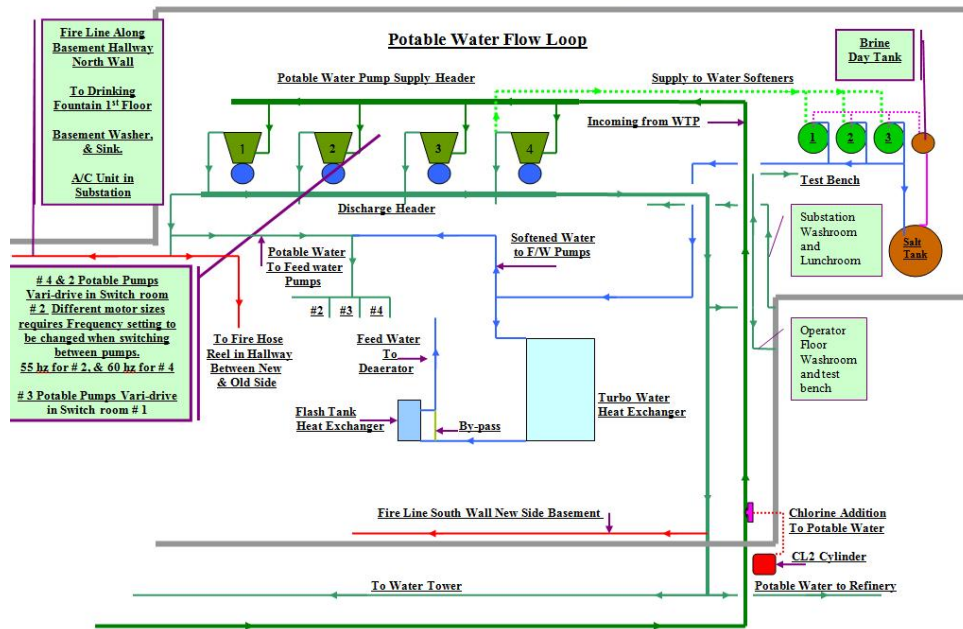 Potable Water Flow Loop
Fire Line Along
Basement Hallway
North Wall
To Drinking
Fountain 1st Floor
Basement Washer,
& Sink.
A/C Unit in
Substation
Potable Water Pump Supply Header
Supply to Water Softeners
Brine
Day Tank
Incoming from WTP
1
2
3
4
1
2
3
Test Bench
Discharge Header
Substation
Washroom
and
Lunchroom
Salt
Tank
Potable Water
To Feed water
Pumps
Softened Water
to F/W Pumps
# 4 & 2 Potable Pumps
Vari-drive in Switch room
# 2 Different motor sizes
requires Frequency setting to
be changed when switching
between pumps.
55 hz for # 2, & 60 hz for # 4
# 3 Potable Pumps Vari-drive
in Switch room # 1
#2 #3 #4
To Fire Hose
Reel in Hallway
Between New
& Old Side
Feed Water
To
Deaerator
Operator
Floor
Washroom
and test
bench
Flash Tank
Heat Exchanger
By-pass
Turbo Water
Heat Exchanger
Fire Line South Wall New Side Basement
Chlorine Addition
To Potable Water
CL2 Cylinder
To Water Tower
Potable Water to Refinery